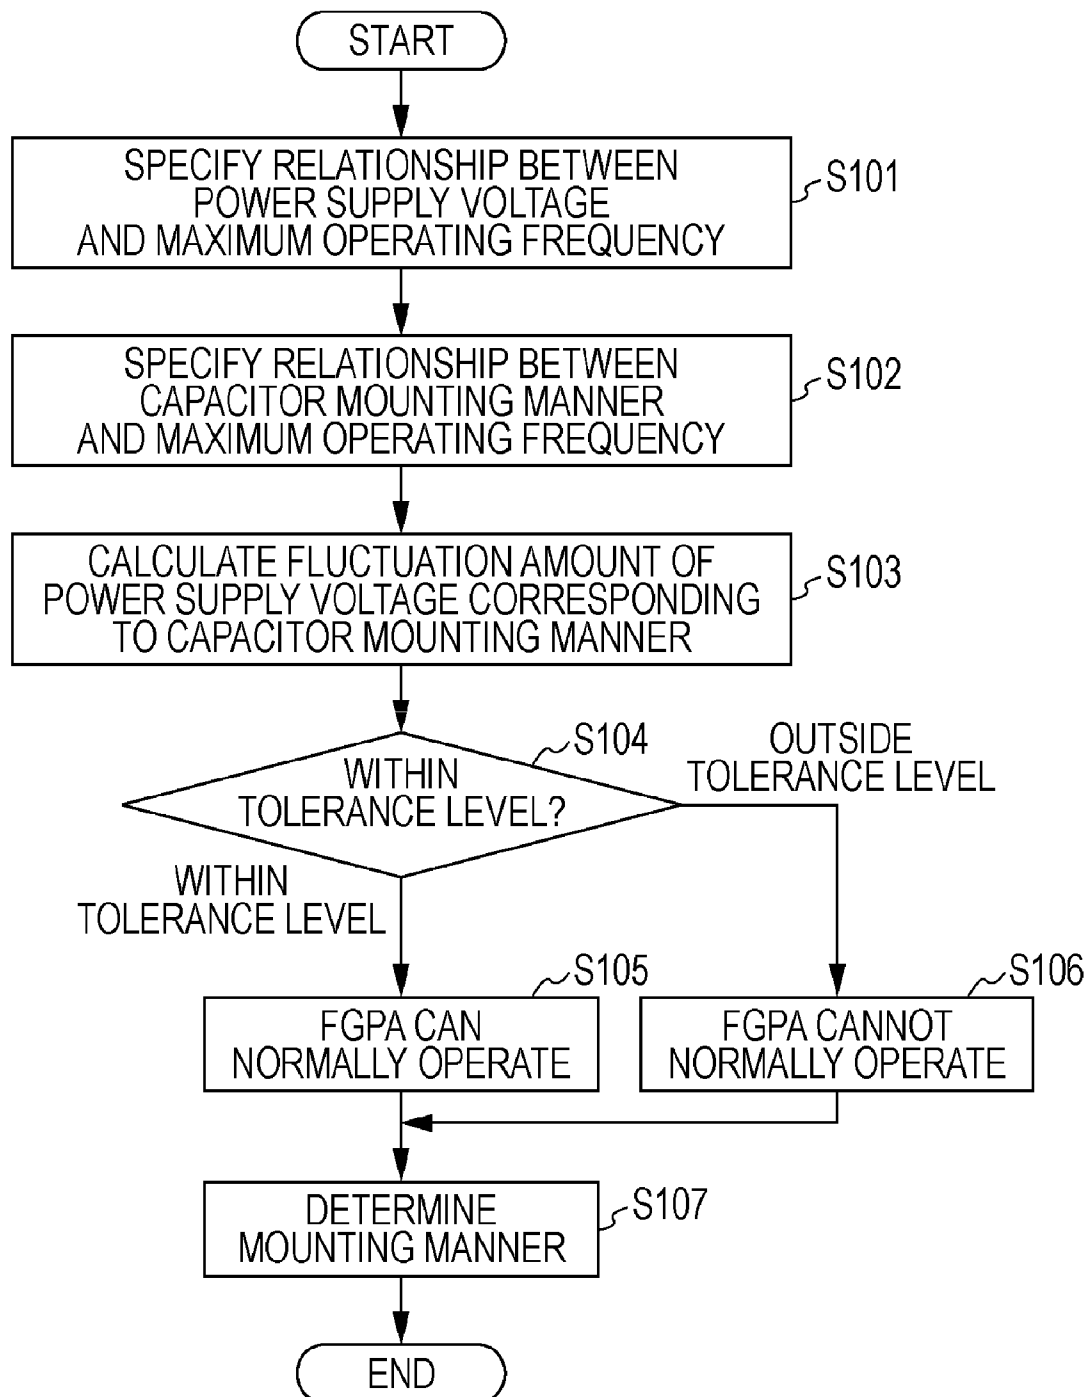 START
SPECIFY RELATIONSHIP BETWEEN
POWER SUPPLY VOLTAGE
AND MAXIMUM OPERATING FREQUENCY
S101
SPECIFY RELATIONSHIP BETWEEN
CAPACITOR MOUNTING MANNER
AND MAXIMUM OPERATING FREQUENCY
S102
CALCULATE FLUCTUATION AMOUNT OF
POWER SUPPLY VOLTAGE CORRESPONDING
TO CAPACITOR MOUNTING MANNER
S103
S104
WITHIN
TOLERANCE LEVEL?
OUTSIDE
TOLERANCE LEVEL
WITHIN
TOLERANCE LEVEL
S105
FGPA CAN
NORMALLY OPERATE
S106
FGPA CANNOT
NORMALLY OPERATE
DETERMINE
MOUNTING MANNER
S107
END